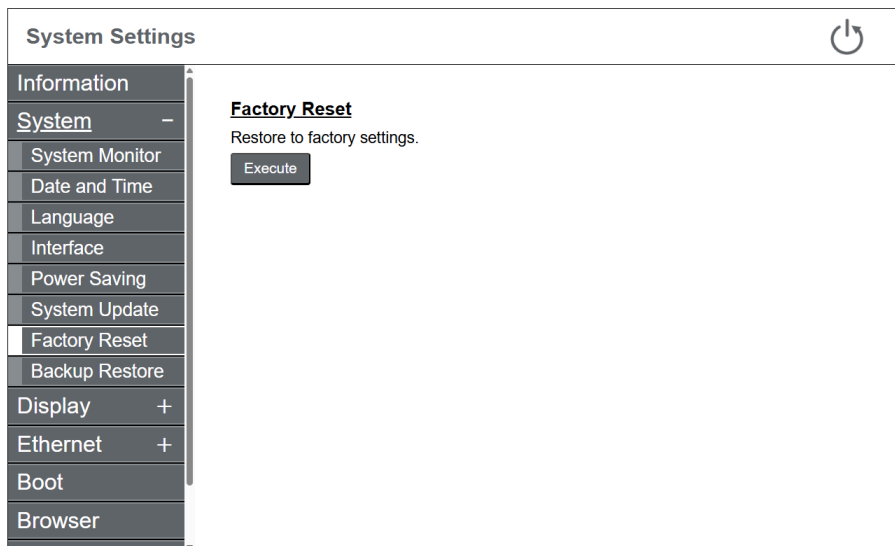 System Settings
Information
System −
System Monitor
Date and Time
Language
Interface
Power Saving
System Update
Factory Reset
Backup Restore
Display +
Ethernet +
Boot
Browser
Factory Reset
Restore to factory settings.
Execute